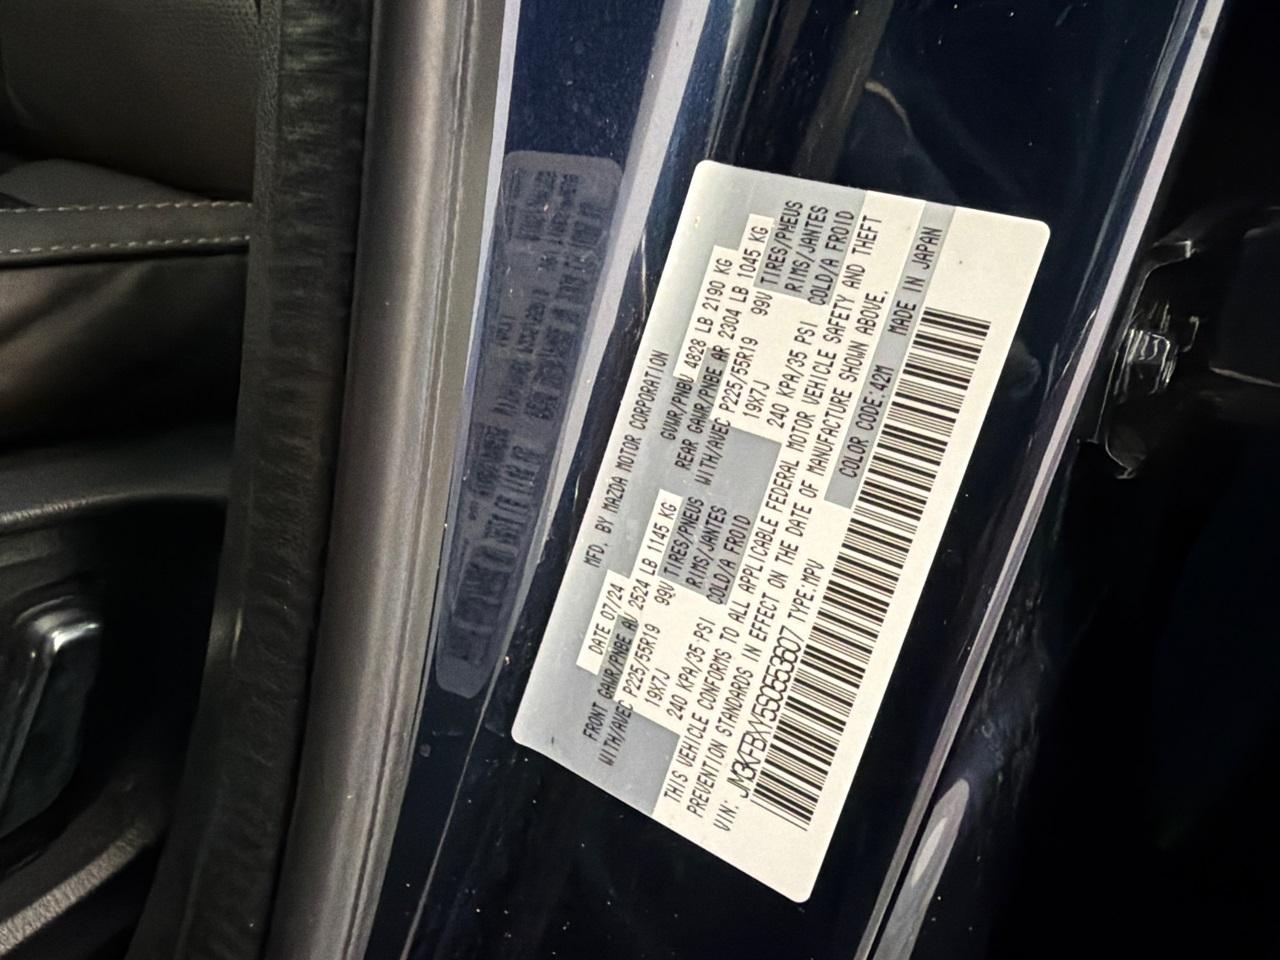 MFD. BY MAZDA MOTOR CORPORATION
DATE 07/24 GVWR/PNBV 4828 LB 2190 KG
FRONT GAWR/PNBE AV 2524 LB 1145 KG REAR GAWR/PNBE AR 2304 LB 1045 KG
WITH/AVEC P225/55R19 99V TIRES/PNEUS WITH/AVEC P225/55R19 99V TIRES/PNEUS
19X7J RIMS/JANTES 19X7J RIMS/JANTES
240 KPA/35 PSI COLD/A FROID 240 KPA/35 PSI COLD/A FROID
THIS VEHICLE CONFORMS TO ALL APPLICABLE FEDERAL MOTOR VEHICLE SAFETY AND THEFT
PREVENTION STANDARDS IN EFFECT ON THE DATE OF MANUFACTURE SHOWN ABOVE.
VIN: TYPE:MPV COLOR CODE:42M MADE IN JAPAN